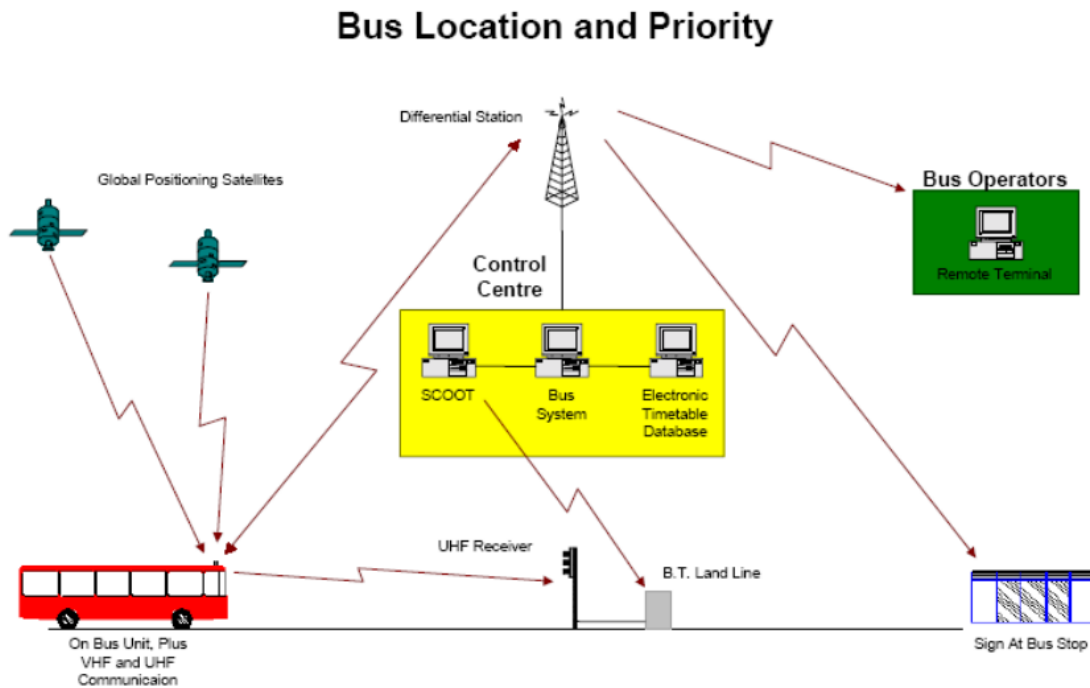 Bus Location and Priority
Differential Station
Global Positioning Satellites
Bus Operators
Remote Terminal
Control
Centre
SCOOT
Bus
System
Electronic
Timetable
Database
UHF Receiver
B.T. Land Line
On Bus Unit, Plus
VHF and UHF
Communicaion
Sign At Bus Stop